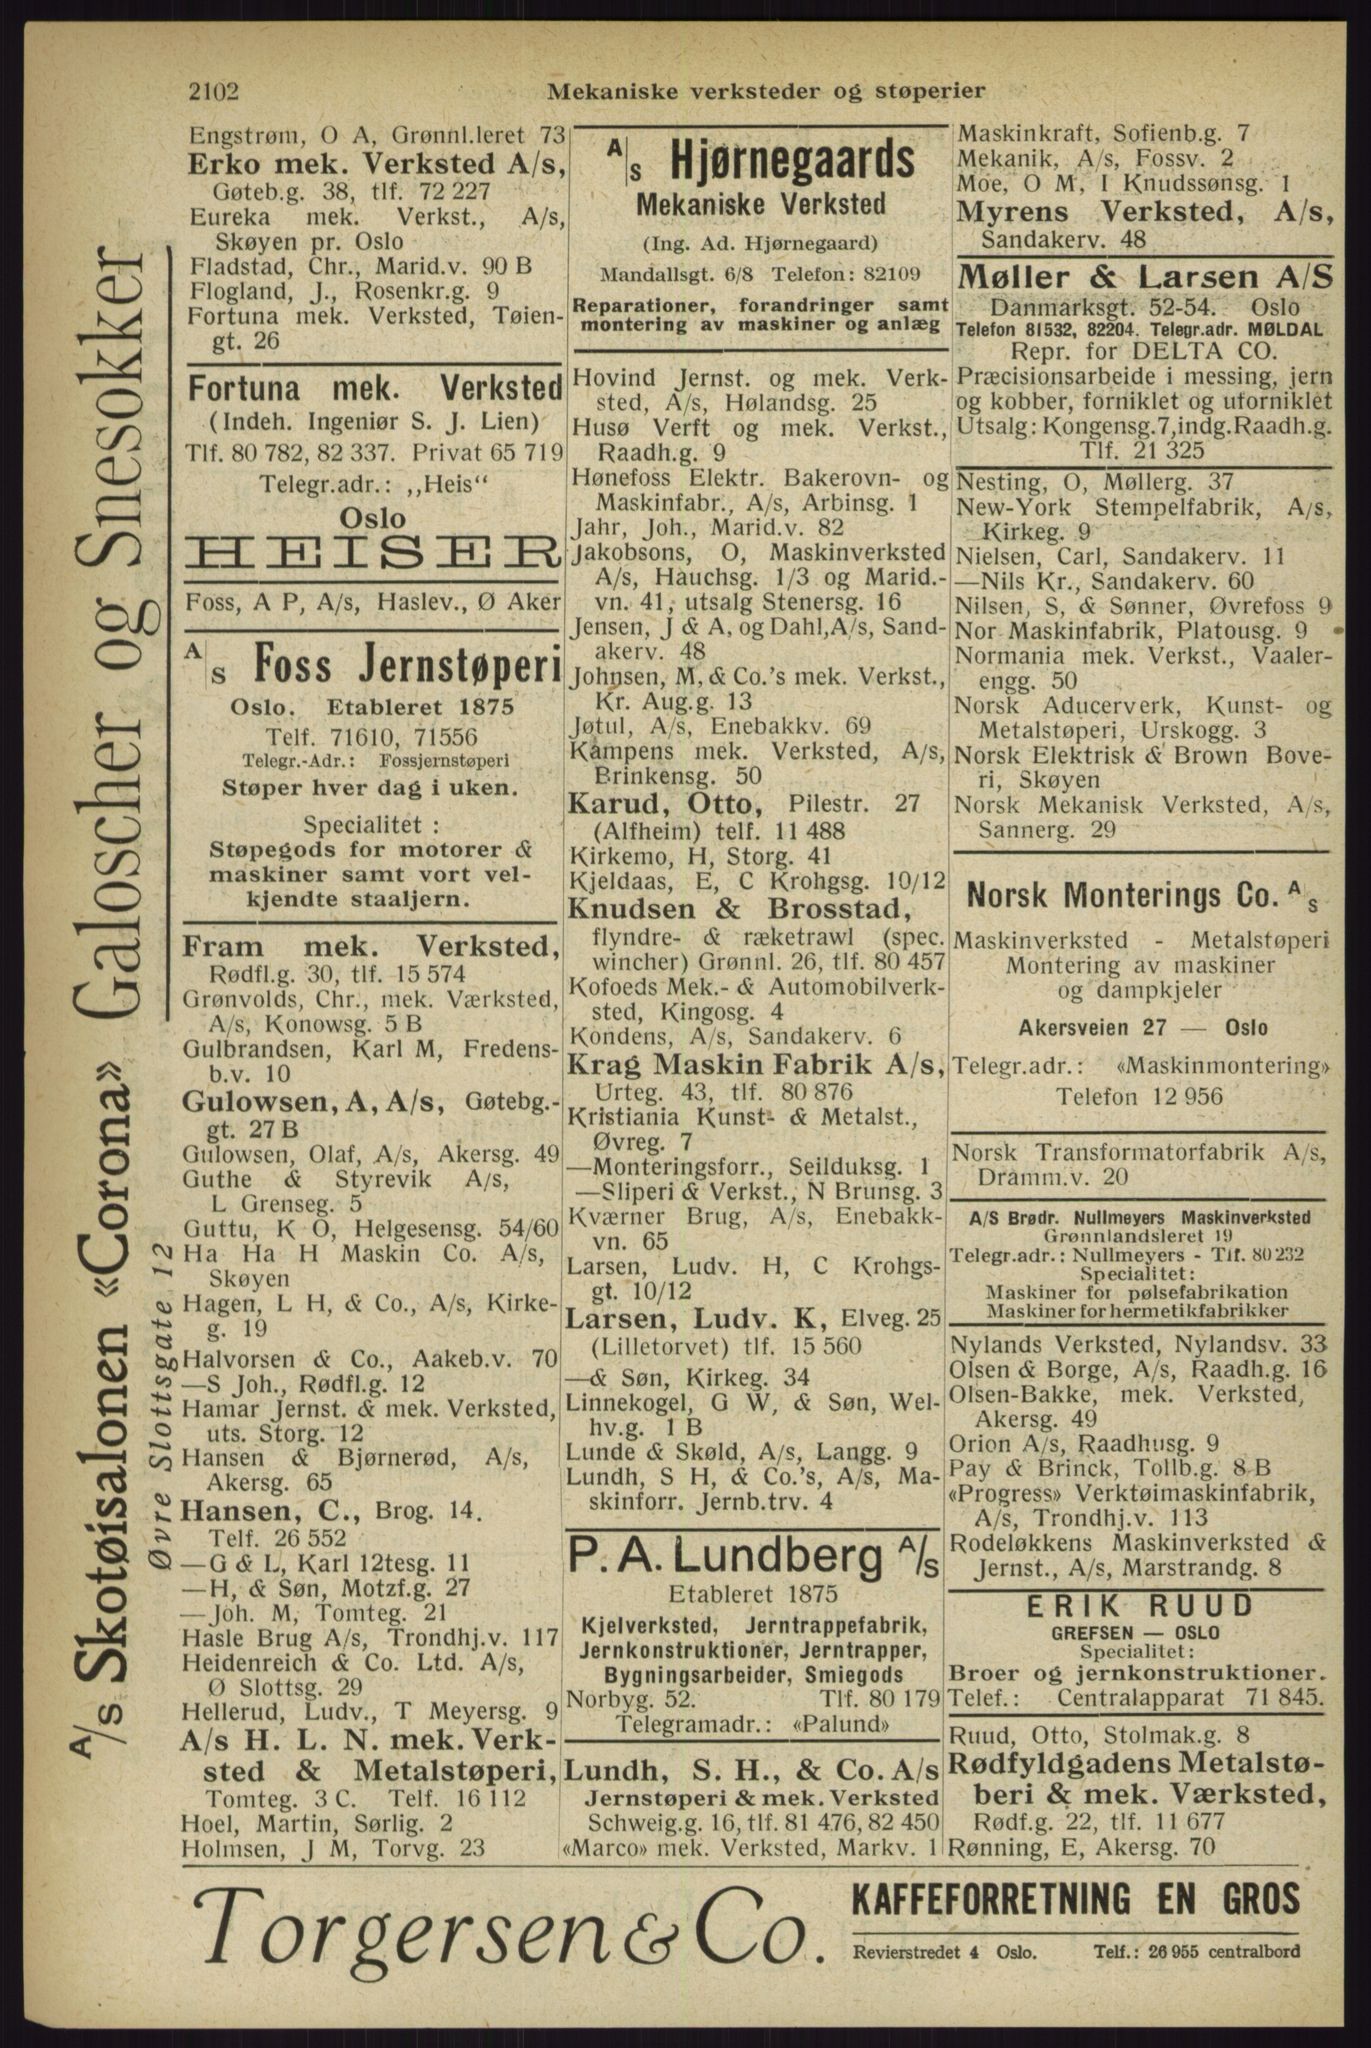 2102
Mekaniske verksteder og støperier
A/s Skotøisalonen «Corona» Galoscher og Snesokker
Øvre Slottsgate 12
Engstrøm, O A, Grønnl.leret 73
Erko mek. Verksted A/s,
Gøteb.g. 38, tlf. 72 227
Eureka mek. Verkst., A/s,
Skøyen pr. Oslo
Fladstad, Chr., Marid.v. 90 B
Flogland, J., Rosenkr.g. 9
Fortuna mek. Verksted, Tøien-
gt. 26
Fortuna mek. Verksted
(Indeh. Ingeniør S. J. Lien)
Tlf. 80 782, 82 337. Privat 65 719
Telegr.adr.: ,,Heis“
Oslo
HEISER
Foss, A P, A/s, Haslev., Ø Aker
A/s Foss Jernstøperi
Oslo. Etableret 1875
Telf. 71610, 71556
Telegr.-Adr.: Fossjernstøperi
Støper hver dag i uken.
Specialitet :
Støpegods for motorer &
maskiner samt vort vel-
kjendte staaljern.
Fram mek. Verksted,
Rødfl.g. 30, tlf. 15 574
Grønvolds, Chr., mek. Værksted,
A/s, Konowsg. 5 B
Gulbrandsen, Karl M, Fredens-
b.v. 10
Gulowsen, A, A/s, Gøtebg.-
gt. 27 B
Gulowsen, Olaf, A/s, Akersg. 49
Guthe & Styrevik A/s,
L Grenseg. 5
Guttu, K O, Helgesensg. 54/60
Ha Ha H Maskin Co. A/s,
Skøyen
Hagen, L H, & Co., A/s, Kirke-
g. 19
Halvorsen & Co., Aakeb.v. 70
—S Joh., Rødfl.g. 12
Hamar Jernst. & mek. Verksted,
uts. Storg. 12
Hansen & Bjørnerød, A/s,
Akersg. 65
Hansen, C., Brog. 14.
Telf. 26 552
—G & L, Karl 12tesg. 11
—H, & Søn, Motzf.g. 27
—Joh. M, Tomteg. 21
Hasle Brug A/s, Trondhj.v. 117
Heidenreich & Co. Ltd. A/s,
Ø Slottsg. 29
Hellerud, Ludv., T Meyersg. 9
A/s H. L. N. mek. Verk-
sted & Metalstøperi,
Tomteg. 3 C. Telf. 16 112
Hoel, Martin, Sørlig. 2
Holmsen, J M, Torvg. 23
A/s Hjørnegaards
Mekaniske Verksted
(Ing. Ad. Hjørnegaard)
Mandallsgt. 6/8 Telefon: 82109
Reparationer, forandringer samt
montering av maskiner og anlæg
Hovind Jernst. og mek. Verk-
sted, A/s, Hølandsg. 25
Husø Verft og mek. Verkst.,
Raadh.g. 9
Hønefoss Elektr. Bakerovn- og
Maskinfabr., A/s, Arbinsg. 1
Jahr, Joh., Marid.v. 82
Jakobsons, O, Maskinverksted
A/s, Hauchsg. 1/3 og Marid.-
vn. 41, utsalg Stenersg. 16
Jensen, J & A, og Dahl, A/s, Sand-
akerv. 48
Johnsen, M, & Co.'s mek. Verkst.,
Kr. Aug.g. 13
Jøtul, A/s, Enebakkv. 69
Kampens mek. Verksted, A/s,
Brinkensg. 50
Karud, Otto, Pilestr. 27
(Alfheim) telf. 11 488
Kirkemo, H, Storg. 41
Kjeldaas, E, C Krohgsg. 10/12
Knudsen & Brosstad,
flyndre- & ræketrawl (spec.
wincher) Grønnl. 26, tlf. 80 457
Kofoeds Mek.- & Automobilverk-
sted, Kingosg. 4
Kondens, A/s, Sandakerv. 6
Krag Maskin Fabrik A/s,
Urteg. 43, tlf. 80 876
Kristiania Kunst- & Metalst.,
Øvreg. 7
—Monteringsforr., Seilduksg. 1
—Sliperi & Verkst., N Brunsg. 3
Kværner Brug, A/s, Enebakk-
vn. 65
Larsen, Ludv. H, C Krohgs-
gt. 10/12
Larsen, Ludv. K, Elveg. 25
(Lilletorvet) tlf. 15 560
—& Søn, Kirkeg. 34
Linnekogel, G W, & Søn, Wel-
hv.g. 1 B
Lunde & Skøld, A/s, Langg. 9
Lundh, S H, & Co.'s, A/s, Ma-
skinforr. Jernb.trv. 4
P. A. Lundberg A/s
Etableret 1875
Kjelverksted, Jerntrappefabrik,
Jernkonstruktioner, Jerntrapper,
Bygningsarbeider, Smiegods
Norbyg. 52. Tlf. 80 179
Telegramadr.: «Palund»
Lundh, S. H., & Co. A/s
Jernstøperi & mek. Verksted
Schweig.g. 16, tlf. 81 476, 82 450
«Marco» mek. Verksted, Markv. 1
Maskinkraft, Sofienb.g. 7
Mekanik, A/s, Fossv. 2
Moe, O M, I Knudssønsg. 1
Myrens Verksted, A/s,
Sandakerv. 48
Møller & Larsen A/S
Danmarksgt. 52-54. Oslo
Telefon 81532, 82204. Telegr.adr. MØLDAL
Repr. for DELTA CO.
Præcisionsarbeide i messing, jern
og kobber, forniklet og uforniklet
Utsalg: Kongensg.7, indg.Raadh.g.
Tlf. 21 325
Nesting, O, Møllerg. 37
New-York Stempelfabrik, A/s,
Kirkeg. 9
Nielsen, Carl, Sandakerv. 11
—Nils Kr., Sandakerv. 60
Nilsen, S, & Sønner, Øvrefoss 9
Nor Maskinfabrik, Platousg. 9
Normania mek. Verkst., Vaaler-
engg. 50
Norsk Aducerverk, Kunst- og
Metalstøperi, Urskogg. 3
Norsk Elektrisk & Brown Bove-
ri, Skøyen
Norsk Mekanisk Verksted, A/s,
Sannerg. 29
Norsk Monterings Co. A/s
Maskinverksted - Metalstøperi
Montering av maskiner
og dampkjeler
Akersveien 27 — Oslo
Telegr.adr.: «Maskinmontering»
Telefon 12 956
Norsk Transformatorfabrik A/s,
Dramm.v. 20
A/S Brødr. Nullmeyers Maskinverksted
Grønnlandsleret 19
Telegr.adr.: Nullmeyers - Tlf. 80 232
Specialitet:
Maskiner for pølsefabrikation
Maskiner for hermetikfabrikker
Nylands Verksted, Nylandsv. 33
Olsen & Borge, A/s, Raadh.g. 16
Olsen-Bakke, mek. Verksted,
Akersg. 49
Orion A/s, Raadhusg. 9
Pay & Brinck, Tollb.g. 8 B
«Progress» Verktøimaskinfabrik,
A/s, Trondhj.v. 113
Rodeløkkens Maskinverksted &
Jernst., A/s, Marstrandg. 8
ERIK RUUD
GREFSEN — OSLO
Specialitet:
Broer og jernkonstruktioner.
Telef.: Centralapparat 71 845.
Ruud, Otto, Stolmak.g. 8
Rødfyldgadens Metalstø-
beri & mek. Værksted,
Rødf.g. 22, tlf. 11 677
Rønning, E, Akersg. 70
Torgersen & Co.
KAFFEFORRETNING EN GROS
Revierstredet 4 Oslo. Telf.: 26 955 centralbord